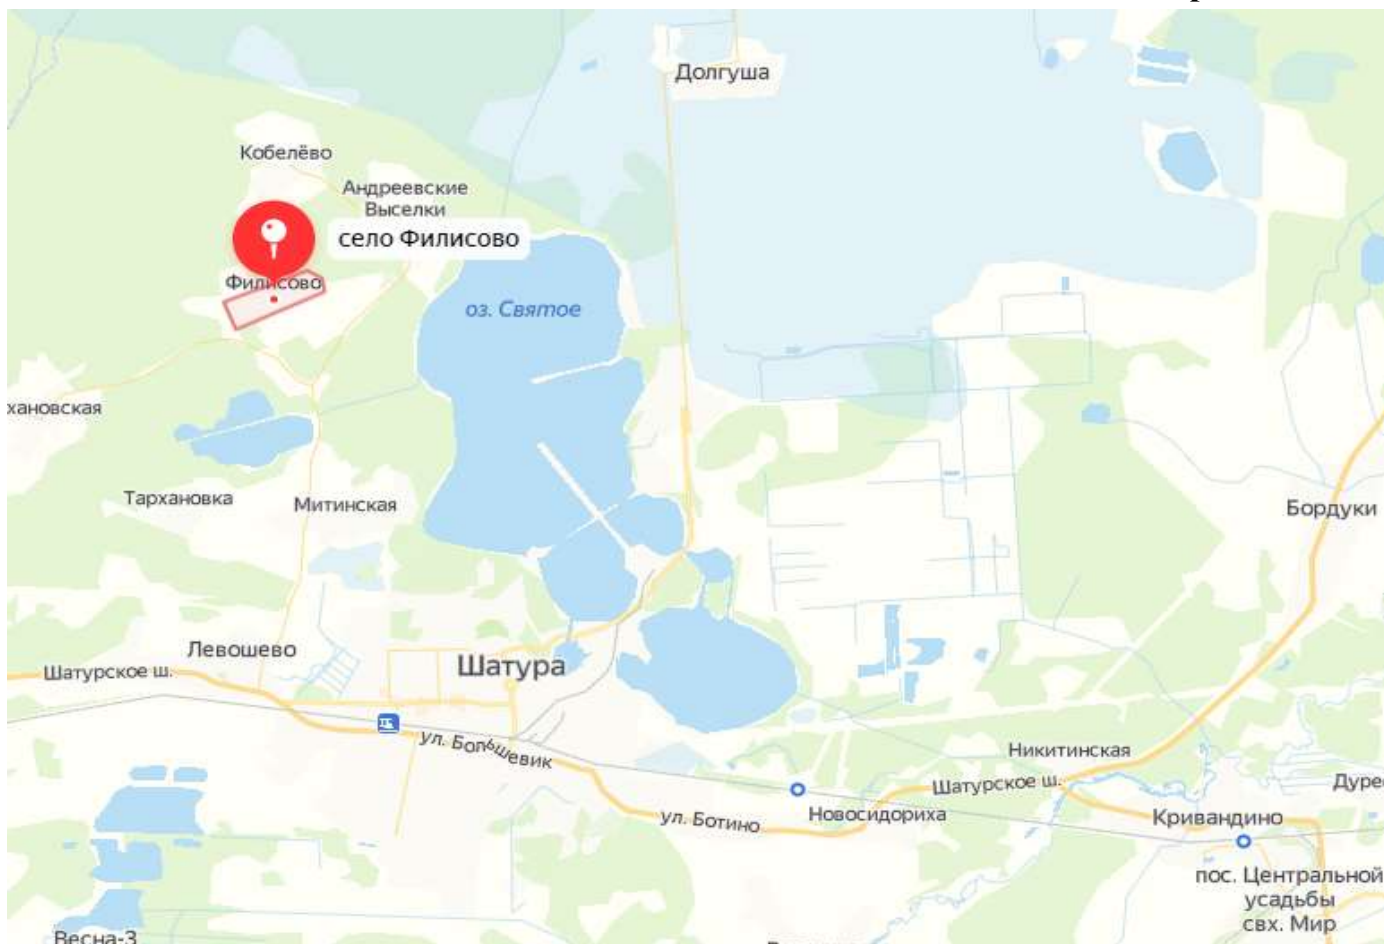 Долгуша
Кобелёво
Андреевские
Выселки
село Филисово
Филисово
оз. Святое
хановская
Тархановка
Митинская
Бордуки
Левошево
Шатура
Шатурское ш.
ул. Большевик
Никитинская
Шатурское ш.
Дуре
ул. Ботино
Новосидориха
Кривандино
пос. Центральной
усадьбы
свх. Мир
Весна-3